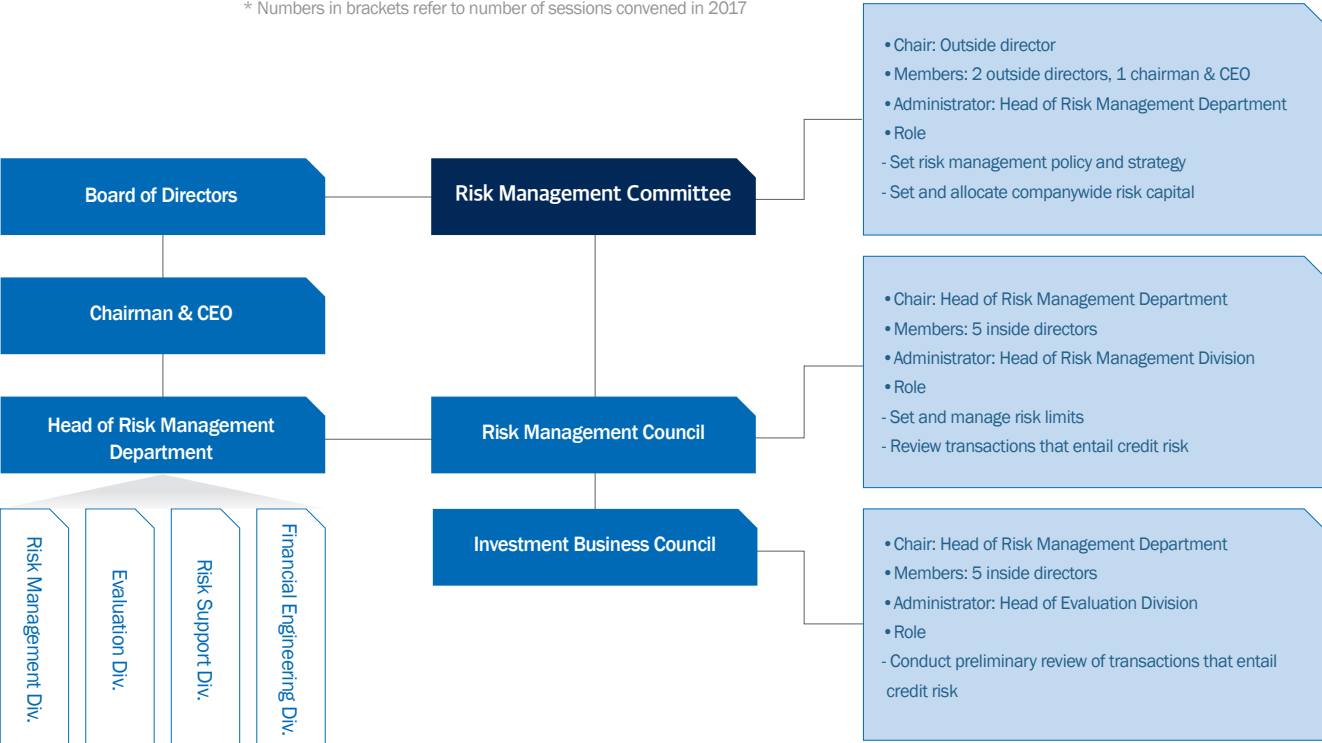 * Numbers in brackets refer to number of sessions convened in 2017
Board of Directors
Chairman & CEO
Head of Risk Management
Department
Risk Management Div.
Evaluation Div.
Risk Support Div.
Financial Engineering Div.
Risk Management Committee
Risk Management Council
Investment Business Council
• Chair: Outside director
• Members: 2 outside directors, 1 chairman & CEO
• Administrator: Head of Risk Management Department
• Role
- Set risk management policy and strategy
- Set and allocate companywide risk capital
• Chair: Head of Risk Management Department
• Members: 5 inside directors
• Administrator: Head of Risk Management Division
• Role
- Set and manage risk limits
- Review transactions that entail credit risk
• Chair: Head of Risk Management Department
• Members: 5 inside directors
• Administrator: Head of Evaluation Division
• Role
- Conduct preliminary review of transactions that entail
credit risk